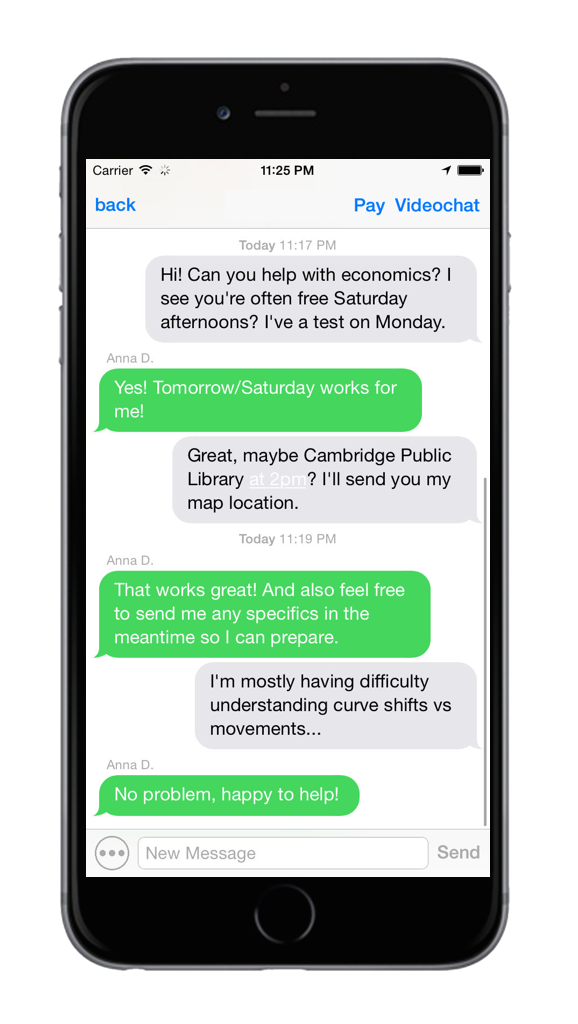 Carrier 11:25 PM
back Pay Videochat
Today 11:17 PM
Hi! Can you help with economics? I
see you're often free Saturday
afternoons? I've a test on Monday.
Anna D.
Yes! Tomorrow/Saturday works for
me!
Great, maybe Cambridge Public
Library at 2pm? I'll send you my
map location.
Today 11:19 PM
Anna D.
That works great! And also feel free
to send me any specifics in the
meantime so I can prepare.
I'm mostly having difficulty
understanding curve shifts vs
movements...
Anna D.
No problem, happy to help!
New Message Send